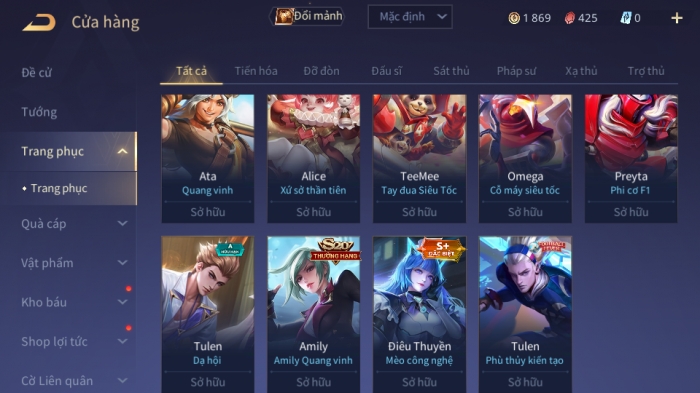 Cửa hàng
Đổi mảnh
Mặc định
1 869
425
0
Đề cử
Tướng
Trang phục
Trang phục
Quà cáp
Vật phẩm
Kho báu
Shop lợi tức
Cờ Liên quân
Tất cả
Tiến hóa
Đỡ đòn
Đấu sĩ
Sát thủ
Pháp sư
Xạ thủ
Trợ thủ
Ata
Quang vinh
Sở hữu
Alice
Xứ sở thần tiên
Sở hữu
TeeMee
Tay đua Siêu Tốc
Sở hữu
Omega
Cỗ máy siêu tốc
Sở hữu
Preyta
Phi cơ F1
Sở hữu
A
Tulen
Dạ hội
Sở hữu
S20
THƯỞNG HẠNG
Amily
Amily Quang vinh
Sở hữu
S+
ĐẶC BIỆT
Điêu Thuyền
Mèo công nghệ
Sở hữu
Tulen
Phù thủy kiến tạo
Sở hữu